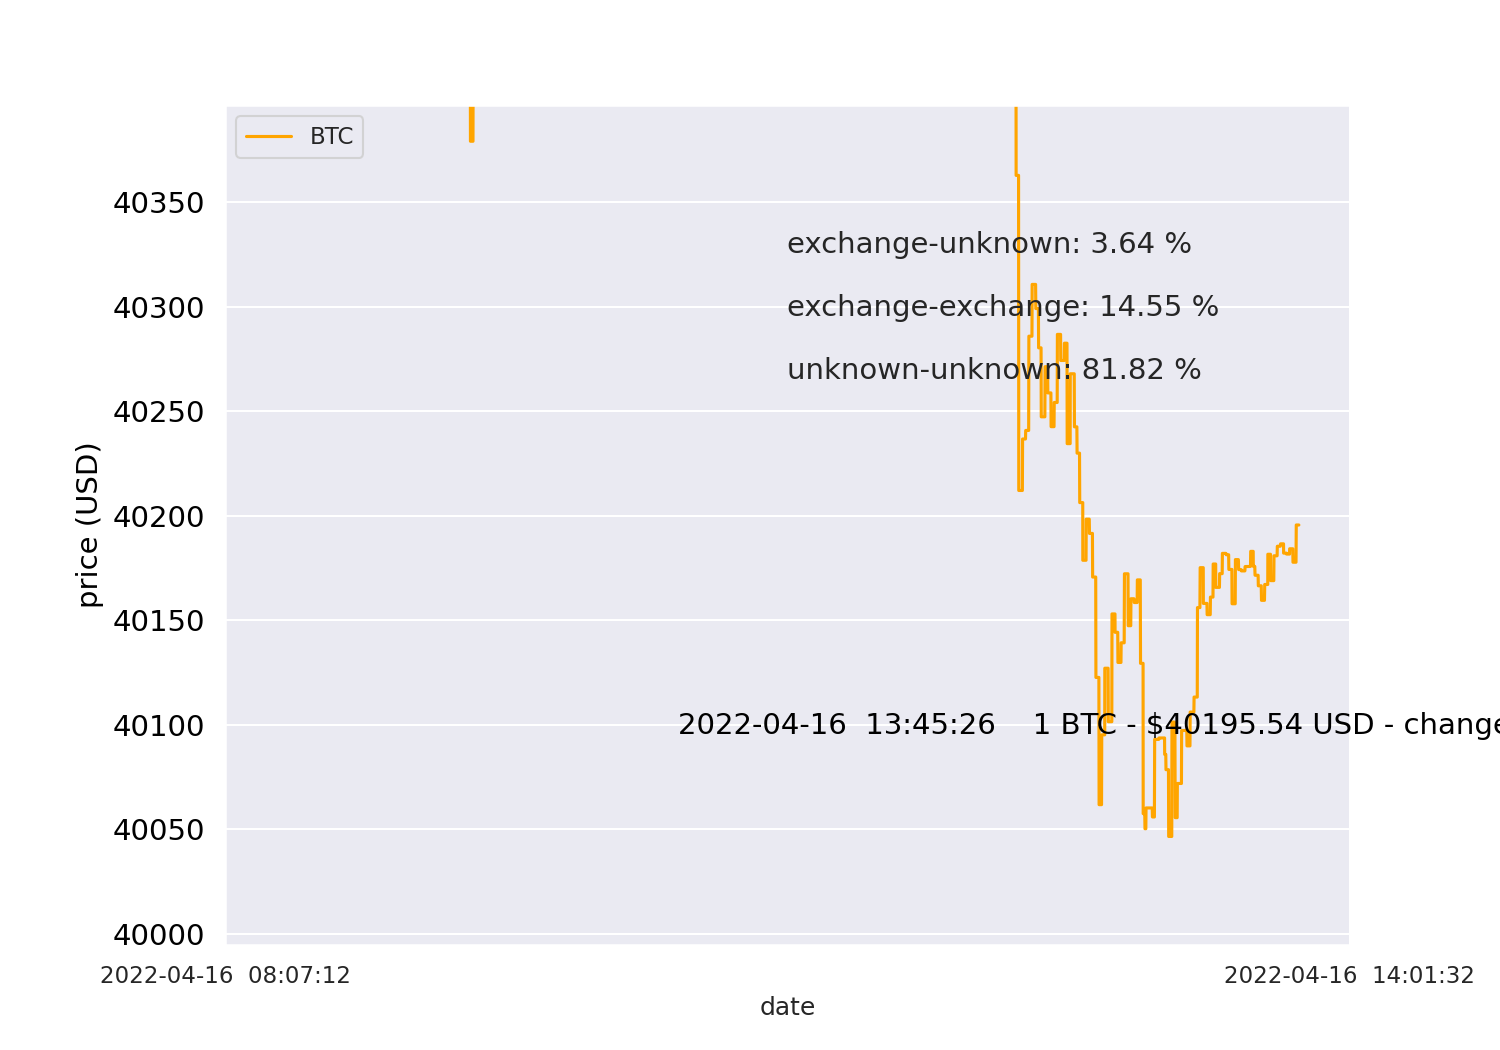 BTC
40350
exchange-unknown: 3.64 %
exchange-exchange: 14.55 %
40300
unknown-unknown: 81.82 %
40250
price (USD)
40200
40150
40100
2022-04-16  13:45:26    1 BTC - $40195.54 USD - change
40050
40000
2022-04-16  08:07:12
2022-04-16  14:01:32
date